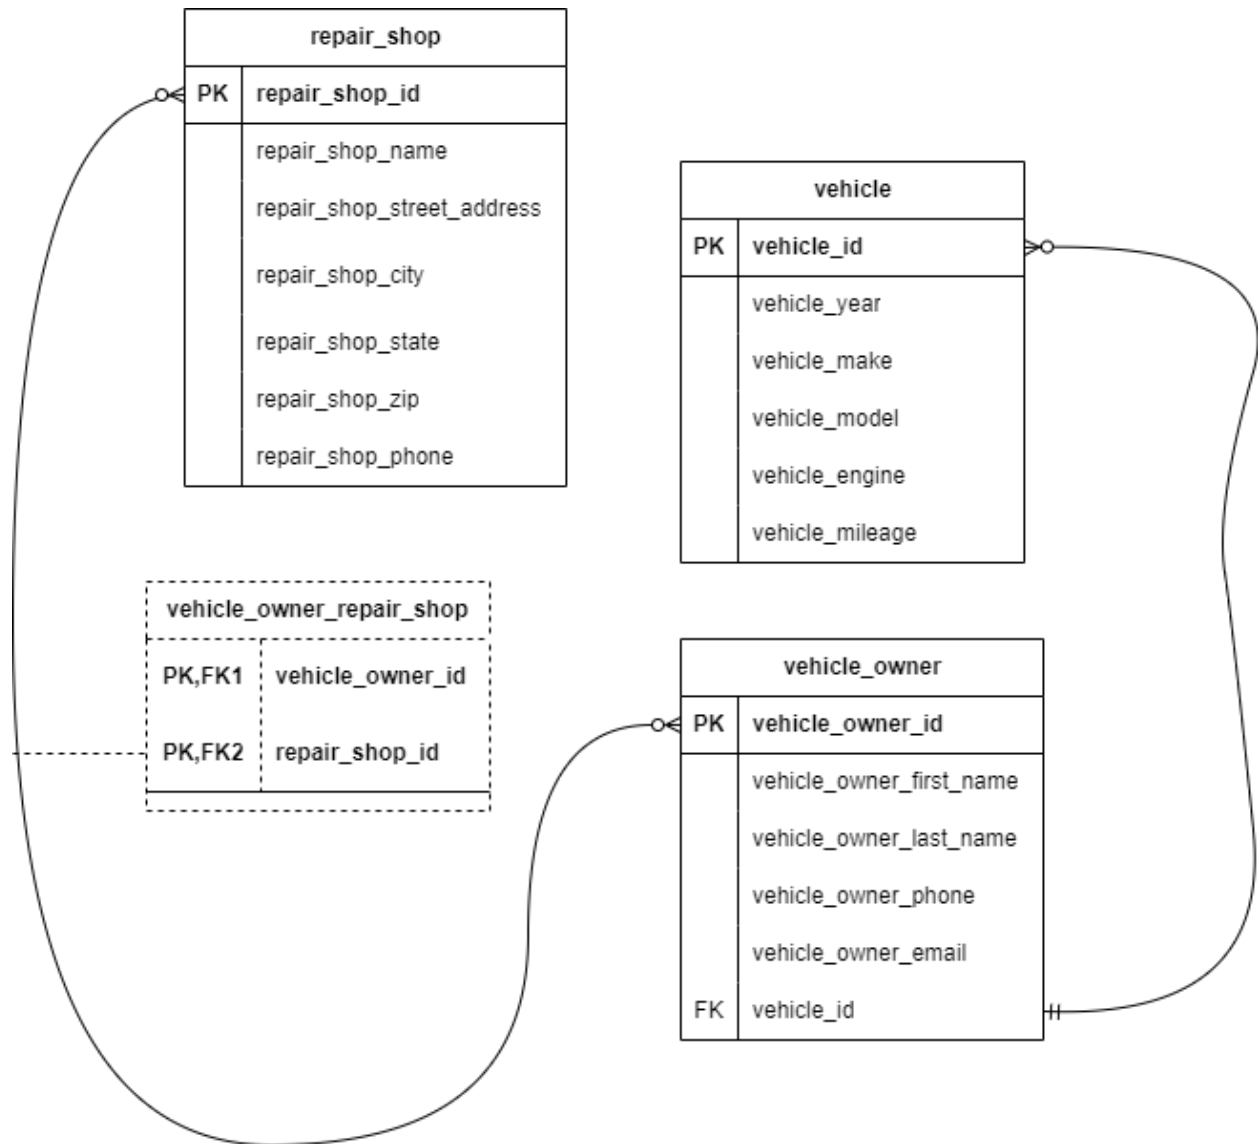 repair_shop
PK repair_shop_id
repair_shop_name
repair_shop_street_address
repair_shop_city
repair_shop_state
repair_shop_zip
repair_shop_phone
vehicle
PK vehicle_id
vehicle_year
vehicle_make
vehicle_model
vehicle_engine
vehicle_mileage
vehicle_owner_repair_shop
PK,FK1 vehicle_owner_id
PK,FK2 repair_shop_id
vehicle_owner
PK vehicle_owner_id
vehicle_owner_first_name
vehicle_owner_last_name
vehicle_owner_phone
vehicle_owner_email
FK vehicle_id